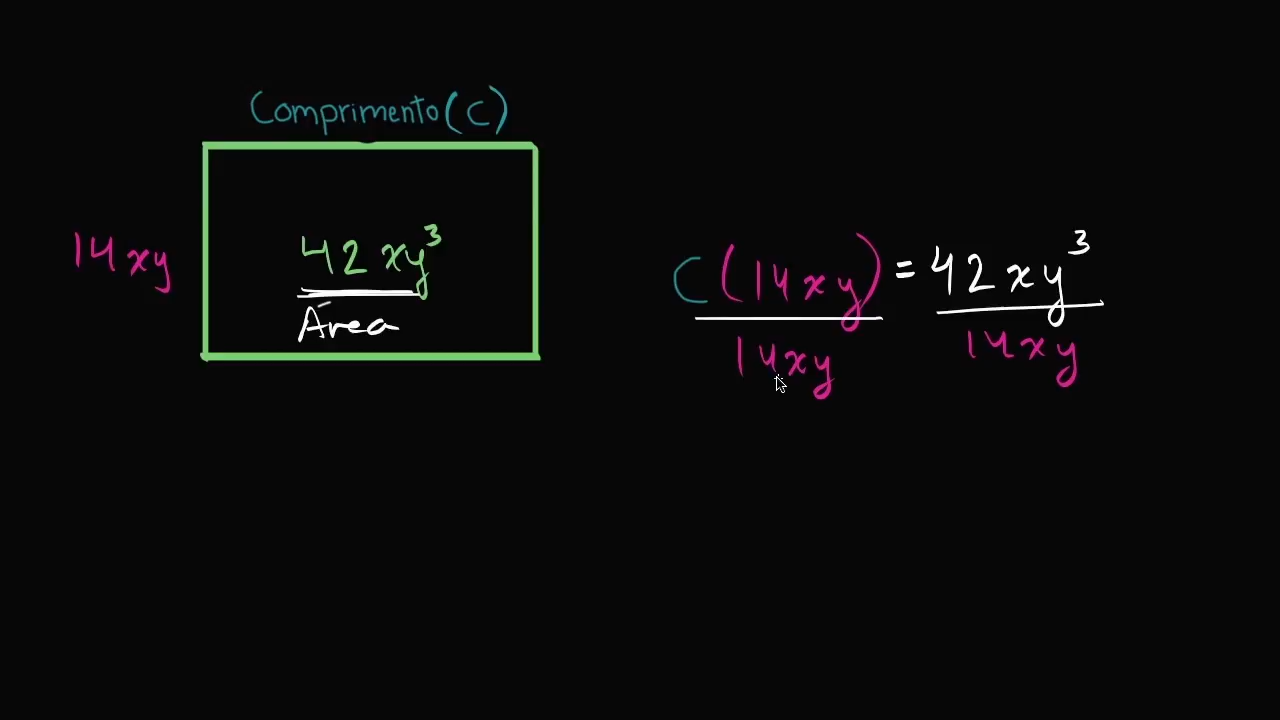 Comprimento (C)
14xy
42xy³
Área
C(14xy) = 42xy³
14xy 14xy